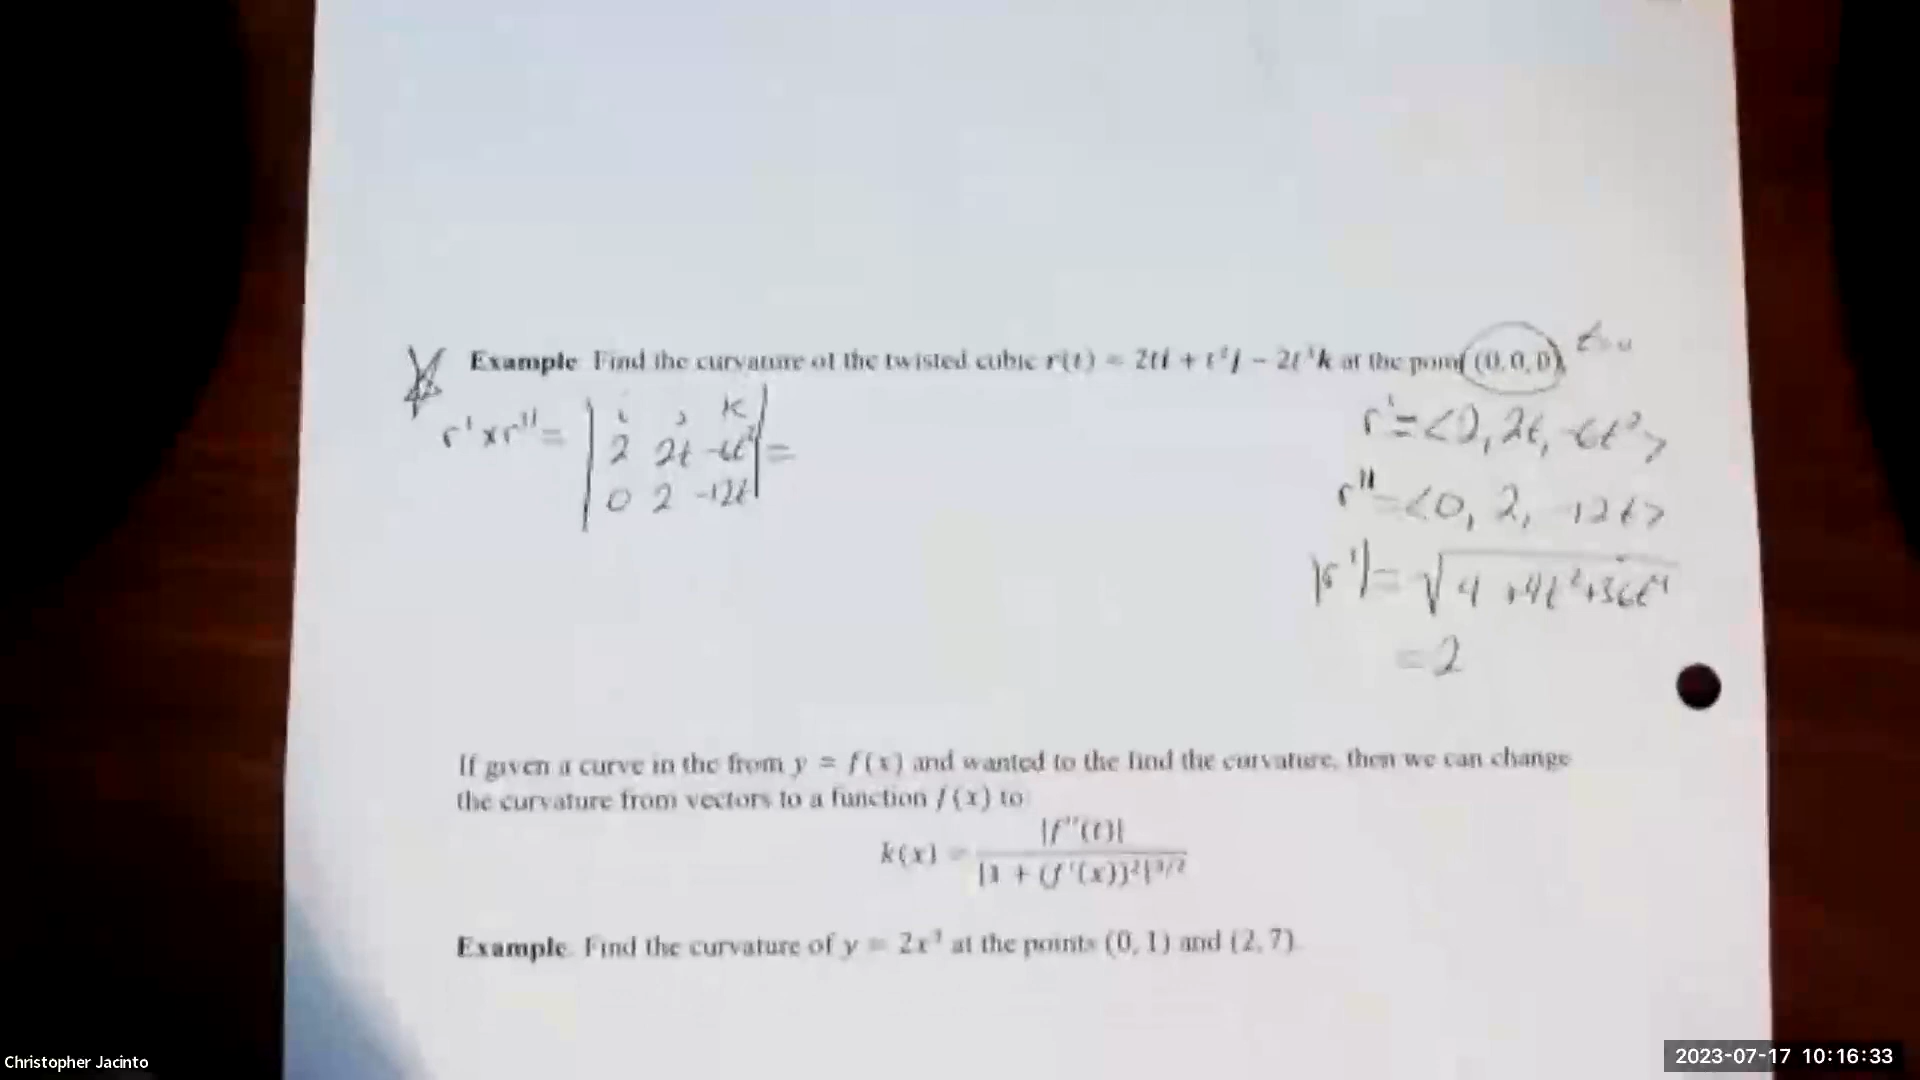 t=0
Example. Find the curvature of the twisted cubic r(t) = 2ti + t²j − 2t³k at the point (0, 0, 0).
r' x r'' = | i j k |
| 2 2t -6t² | =
| 0 2 -12t |
r' = <2, 2t, -6t²>
r'' = <0, 2, -12t>
|r'| = √4 +4t²+36t⁴
= 2
If given a curve in the from y = f(x) and wanted to the find the curvature, then we can change
the curvature from vectors to a function f(x) to:
k(x) = |f''(t)| / [1 + (f'(x))²]^3/2
Example. Find the curvature of y = 2x³ at the points (0, 1) and (2, 7).
Christopher Jacinto
2023-07-17 10:16:33